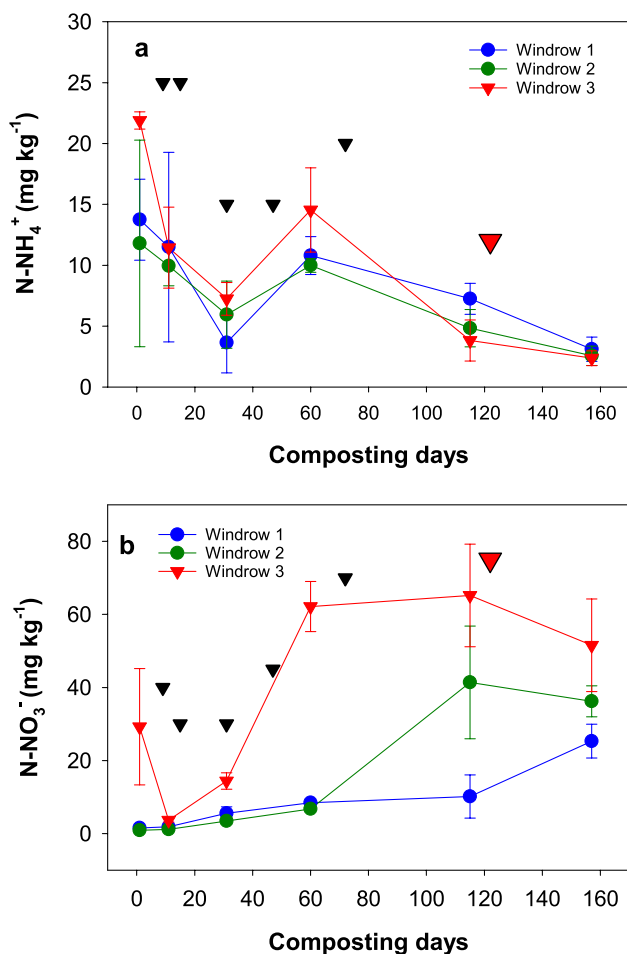 a
Windrow 1
Windrow 2
Windrow 3
30
25
20
15
10
5
0
N-NH₄⁺ (mg kg⁻¹)
0 20 40 60 80 100 120 140 160
Composting days
b
Windrow 1
Windrow 2
Windrow 3
80
60
40
20
0
N-NO₃⁻ (mg kg⁻¹)
0 20 40 60 80 100 120 140 160
Composting days